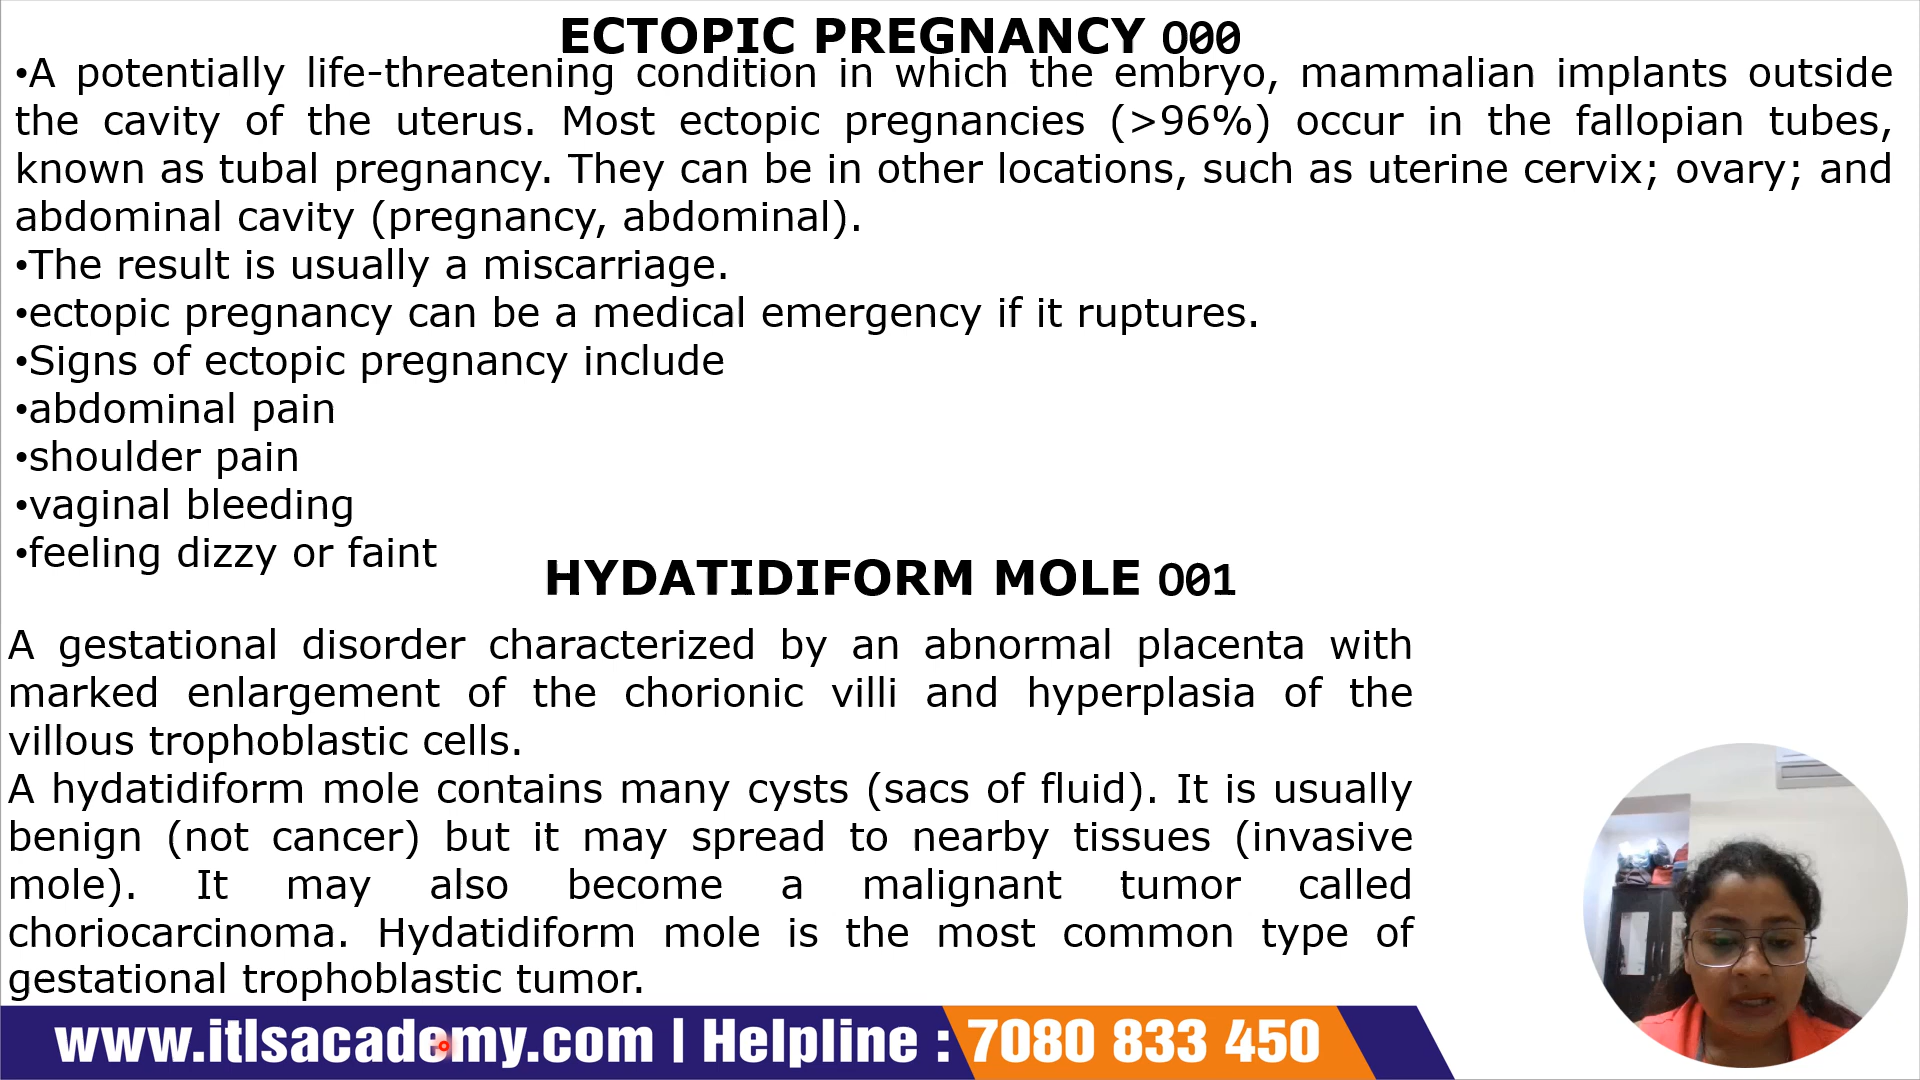 ECTOPIC PREGNANCY O00
•A potentially life-threatening condition in which the embryo, mammalian implants outside
the cavity of the uterus. Most ectopic pregnancies (>96%) occur in the fallopian tubes,
known as tubal pregnancy. They can be in other locations, such as uterine cervix; ovary; and
abdominal cavity (pregnancy, abdominal).
•The result is usually a miscarriage.
•ectopic pregnancy can be a medical emergency if it ruptures.
•Signs of ectopic pregnancy include
•abdominal pain
•shoulder pain
•vaginal bleeding
•feeling dizzy or faint
HYDATIDIFORM MOLE O01
A gestational disorder characterized by an abnormal placenta with
marked enlargement of the chorionic villi and hyperplasia of the
villous trophoblastic cells.
A hydatidiform mole contains many cysts (sacs of fluid). It is usually
benign (not cancer) but it may spread to nearby tissues (invasive
mole). It may also become a malignant tumor called
choriocarcinoma. Hydatidiform mole is the most common type of
gestational trophoblastic tumor.
www.itlsacademy.com | Helpline : 7080 833 450